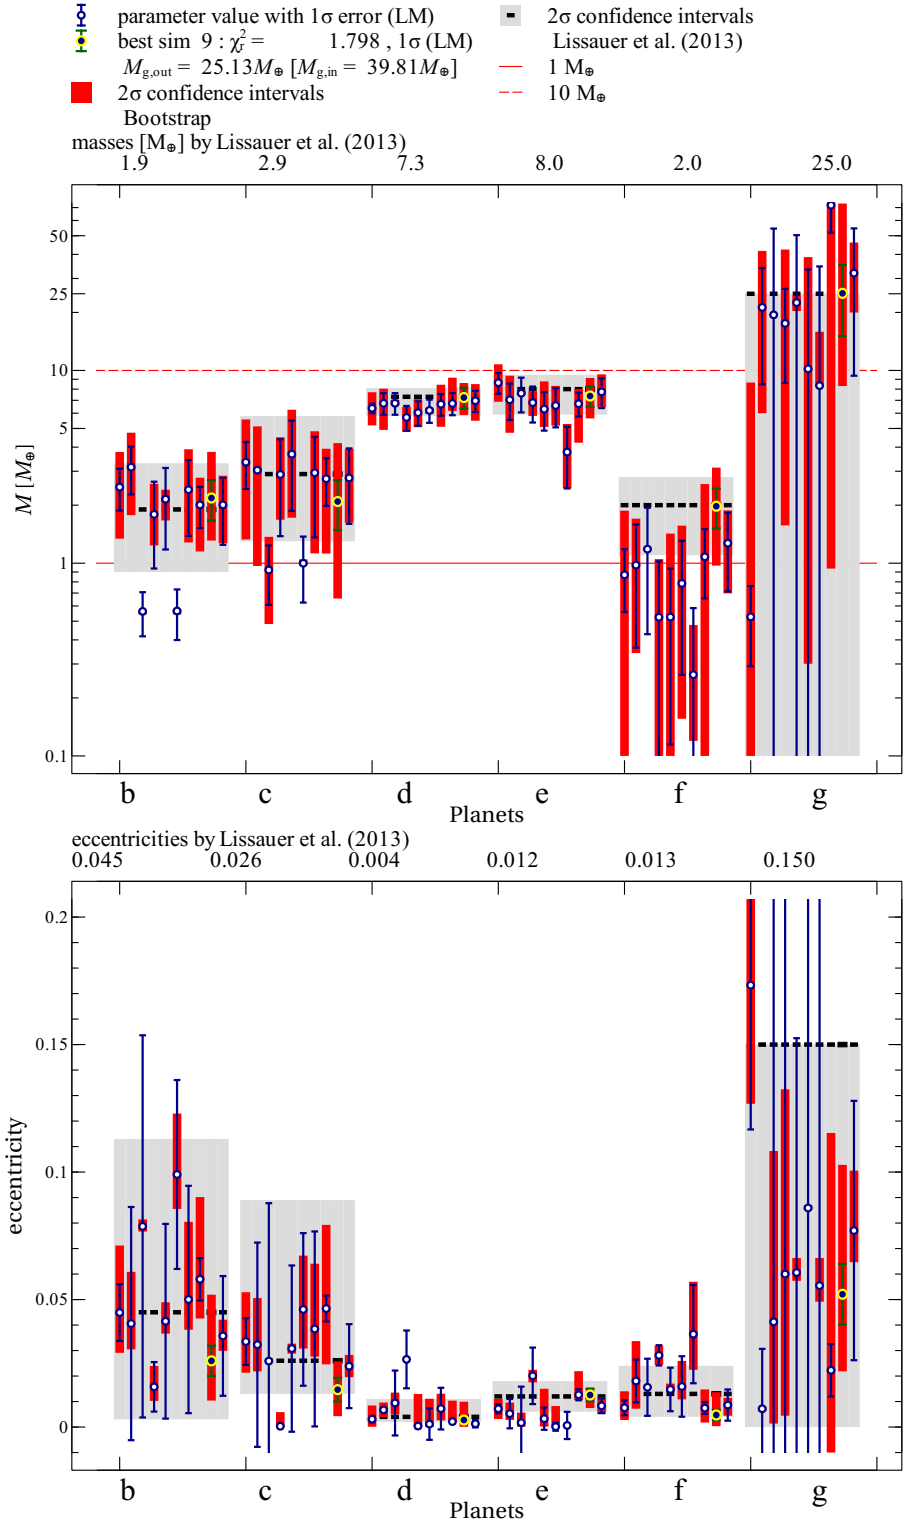 parameter value with 1σ error (LM)
best sim 9 : χ²ᵣ = 1.798 , 1σ (LM)
M_g,out = 25.13M⊕ [M_g,in = 39.81M⊕]
2σ confidence intervals
Bootstrap
2σ confidence intervals
Lissauer et al. (2013)
1 M⊕
10 M⊕
masses [M⊕] by Lissauer et al. (2013)
1.9 2.9 7.3 8.0 2.0 25.0
M [M⊕]
50
25
10
5
1
0.1
b c d e f g
Planets
eccentricities by Lissauer et al. (2013)
0.045 0.026 0.004 0.012 0.013 0.150
eccentricity
0.2
0.15
0.1
0.05
0
b c d e f g
Planets